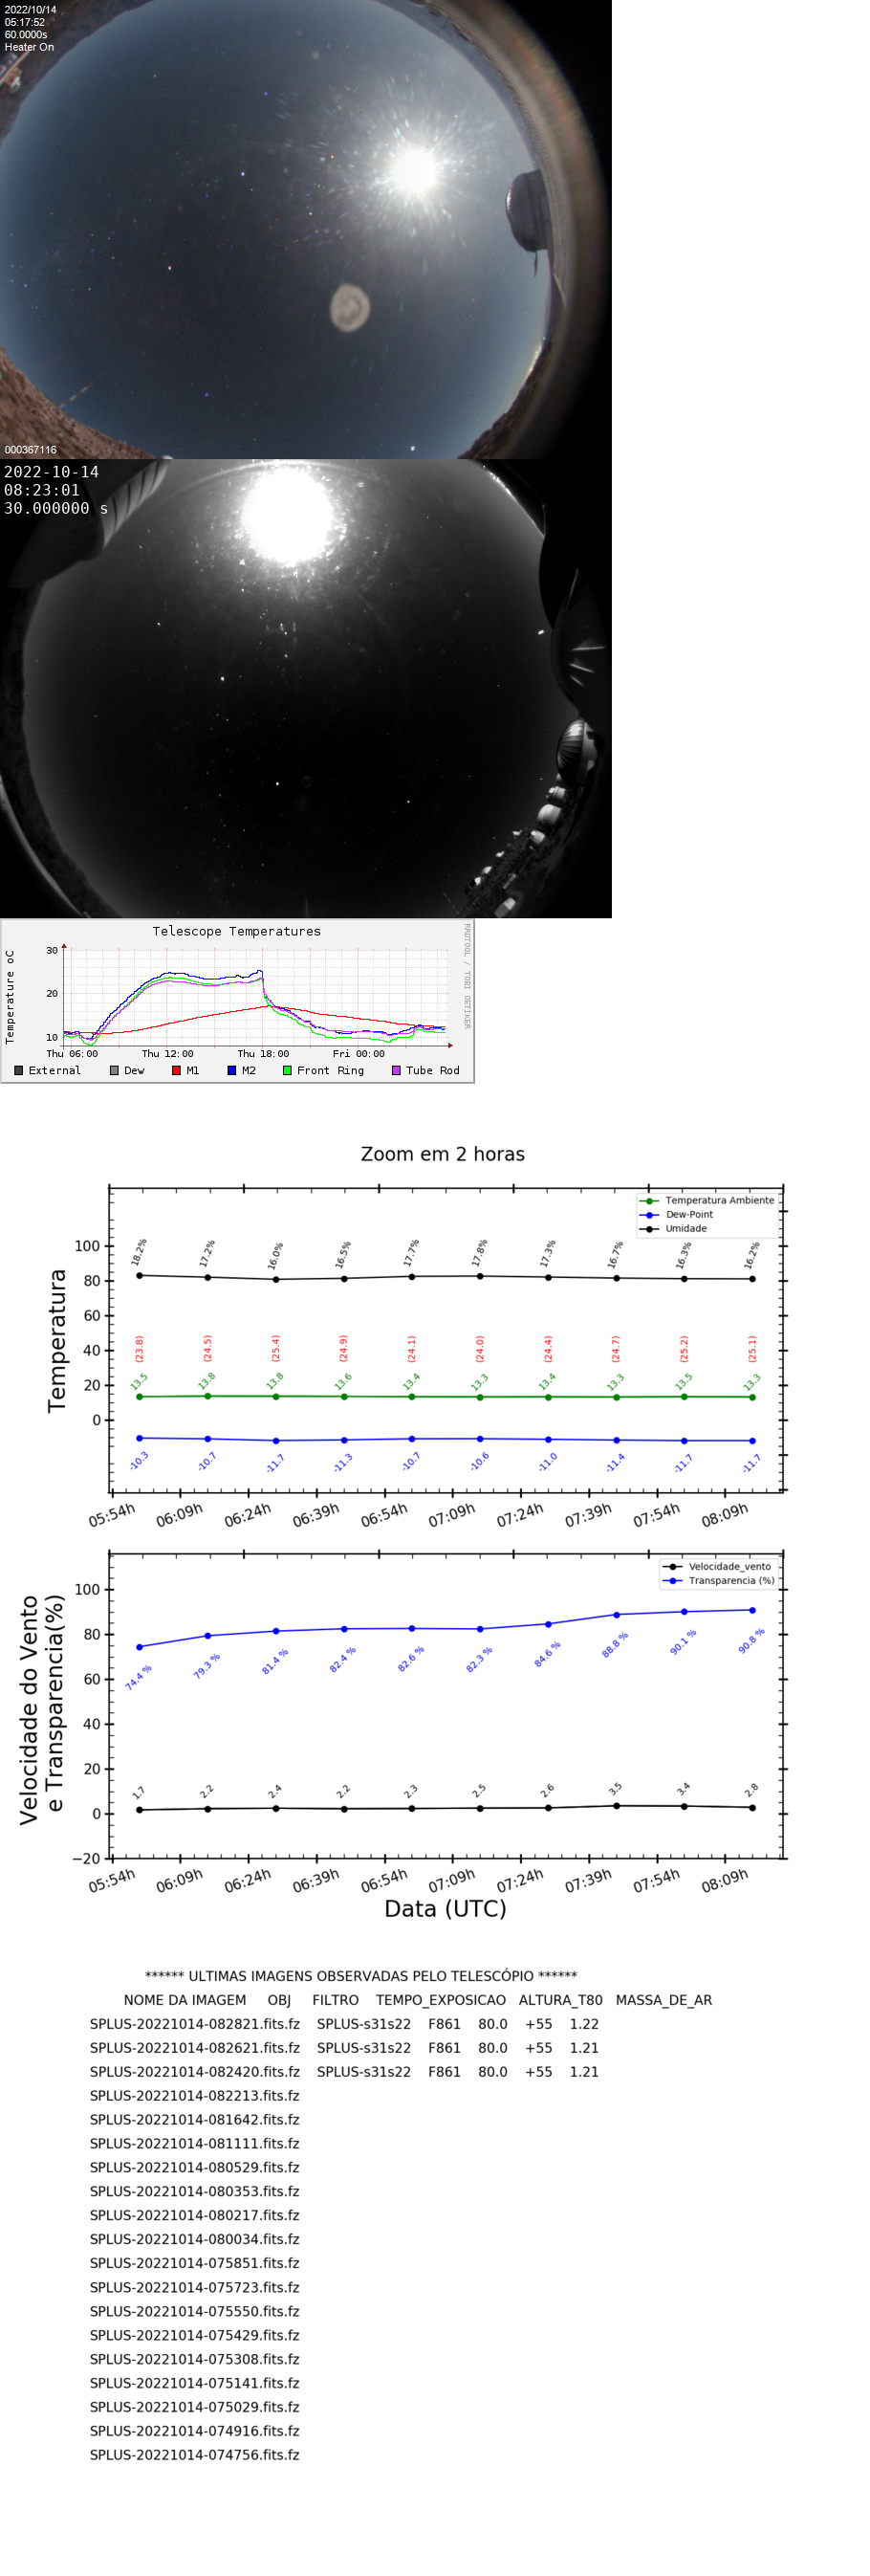 2022/10/14
05:17:52
60.0000s
Heater On
000367116
2022-10-14
08:23:01
30.000000 s
Telescope Temperatures
Temperature oC
RRDTOOL / TOBI OETIKER
30
20
10
Thu 06:00 Thu 12:00 Thu 18:00 Fri 00:00
External Dew M1 M2 Front Ring Tube Rod
Zoom em 2 horas
Temperatura
Temperatura Ambiente
Dew-Point
Umidade
100
80
60
40
20
0
18.2% 17.2% 16.0% 16.5% 17.7% 17.8% 17.3% 16.7% 16.3% 16.2%
(23.8) (24.5) (25.4) (24.9) (24.1) (24.0) (24.4) (24.7) (25.2) (25.1)
13.5 13.8 13.8 13.6 13.4 13.3 13.4 13.3 13.5 13.3
-10.3 -10.7 -11.7 -11.3 -10.7 -10.6 -11.0 -11.4 -11.7 -11.7
05:54h 06:09h 06:24h 06:39h 06:54h 07:09h 07:24h 07:39h 07:54h 08:09h
Velocidade do Vento
e Transparencia(%)
Velocidade_vento
Transparencia (%)
100
80
60
40
20
0
−20
74.4 % 79.3 % 81.4 % 82.4 % 82.6 % 82.3 % 84.6 % 88.8 % 90.1 % 90.8 %
1.7 2.2 2.4 2.2 2.3 2.5 2.6 3.5 3.4 2.8
05:54h 06:09h 06:24h 06:39h 06:54h 07:09h 07:24h 07:39h 07:54h 08:09h
Data (UTC)
****** ULTIMAS IMAGENS OBSERVADAS PELO TELESCÓPIO ******
NOME DA IMAGEM OBJ FILTRO TEMPO_EXPOSICAO ALTURA_T80 MASSA_DE_AR
SPLUS-20221014-082821.fits.fz SPLUS-s31s22 F861 80.0 +55 1.22
SPLUS-20221014-082621.fits.fz SPLUS-s31s22 F861 80.0 +55 1.21
SPLUS-20221014-082420.fits.fz SPLUS-s31s22 F861 80.0 +55 1.21
SPLUS-20221014-082213.fits.fz
SPLUS-20221014-081642.fits.fz
SPLUS-20221014-081111.fits.fz
SPLUS-20221014-080529.fits.fz
SPLUS-20221014-080353.fits.fz
SPLUS-20221014-080217.fits.fz
SPLUS-20221014-080034.fits.fz
SPLUS-20221014-075851.fits.fz
SPLUS-20221014-075723.fits.fz
SPLUS-20221014-075550.fits.fz
SPLUS-20221014-075429.fits.fz
SPLUS-20221014-075308.fits.fz
SPLUS-20221014-075141.fits.fz
SPLUS-20221014-075029.fits.fz
SPLUS-20221014-074916.fits.fz
SPLUS-20221014-074756.fits.fz